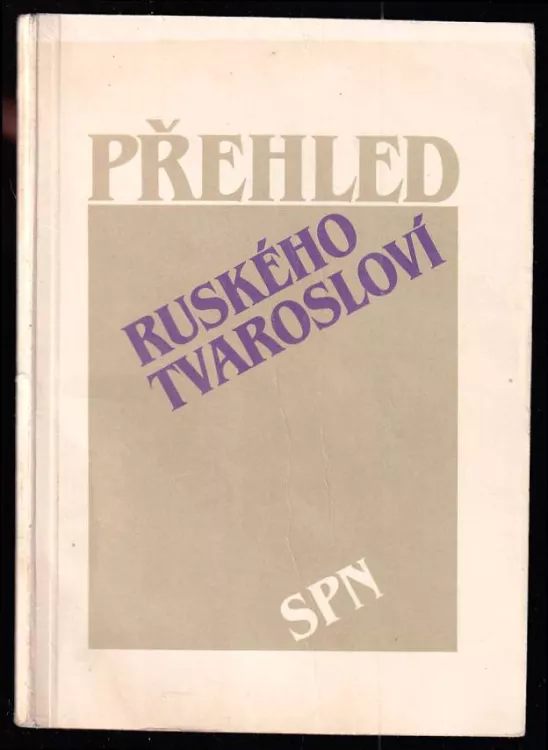 PŘEHLED
RUSKÉHO
TVAROSLOVÍ
SPN